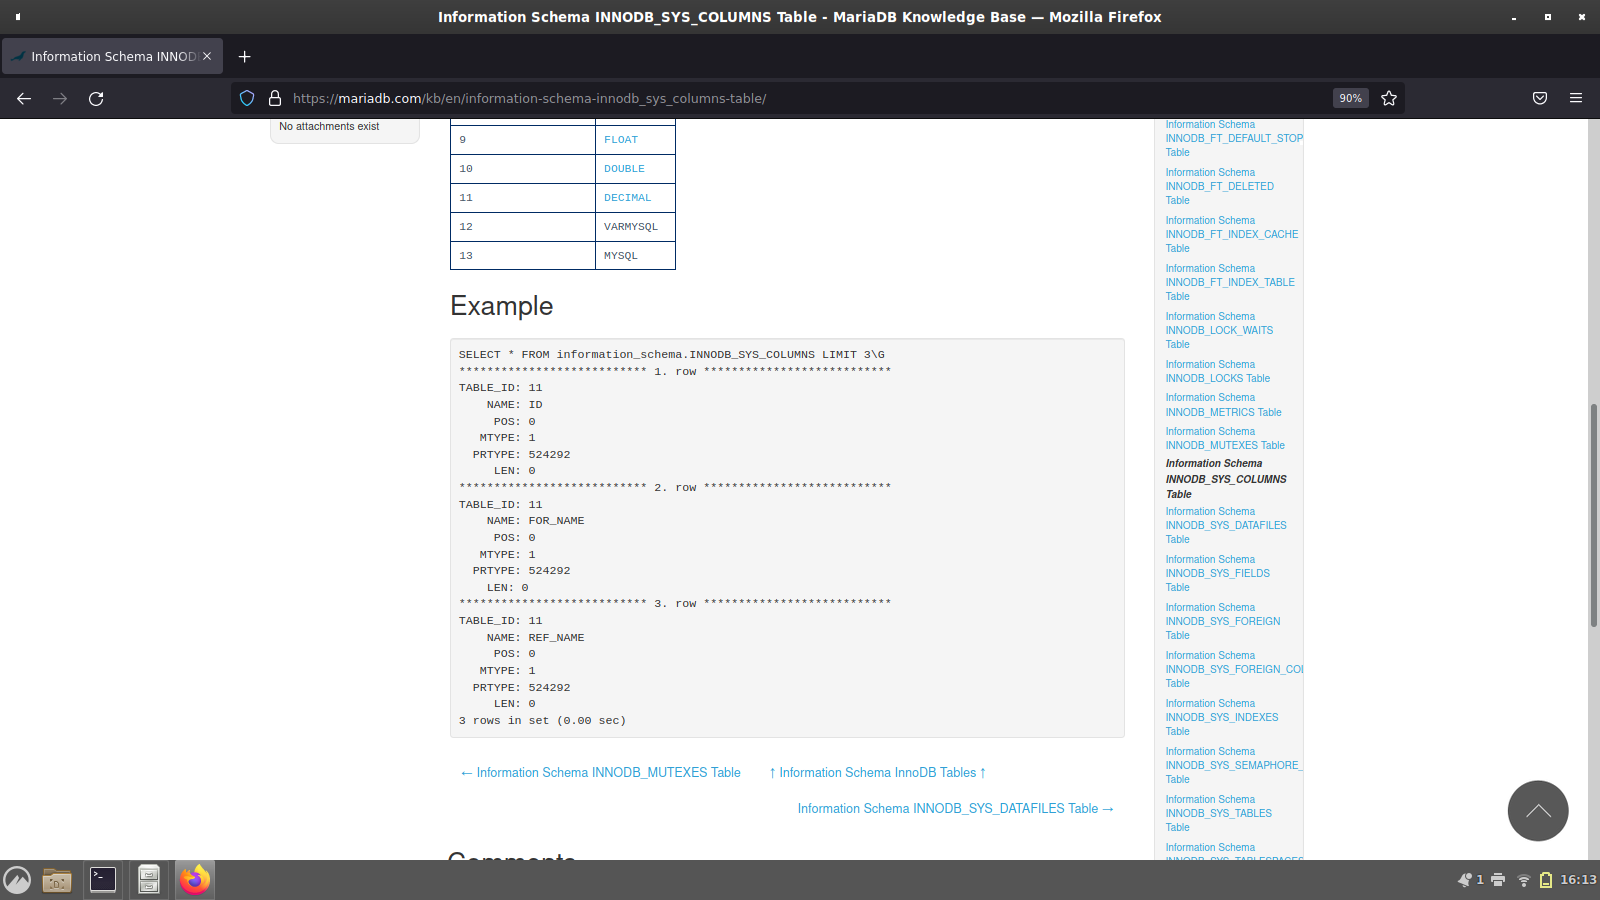 Information Schema INNODB_SYS_COLUMNS Table - MariaDB Knowledge Base — Mozilla Firefox
Information Schema INNOD
https://mariadb.com/kb/en/information-schema-innodb_sys_columns-table/
90%
No attachments exist
9 FLOAT
10 DOUBLE
11 DECIMAL
12 VARMYSQL
13 MYSQL
Example
SELECT * FROM information_schema.INNODB_SYS_COLUMNS LIMIT 3\G
*************************** 1. row ***************************
TABLE_ID: 11
NAME: ID
POS: 0
MTYPE: 1
PRTYPE: 524292
LEN: 0
*************************** 2. row ***************************
TABLE_ID: 11
NAME: FOR_NAME
POS: 0
MTYPE: 1
PRTYPE: 524292
LEN: 0
*************************** 3. row ***************************
TABLE_ID: 11
NAME: REF_NAME
POS: 0
MTYPE: 1
PRTYPE: 524292
LEN: 0
3 rows in set (0.00 sec)
← Information Schema INNODB_MUTEXES Table
↑ Information Schema InnoDB Tables ↑
Information Schema INNODB_SYS_DATAFILES Table →
Comments
Information Schema
INNODB_FT_DEFAULT_STOP
Table
Information Schema
INNODB_FT_DELETED
Table
Information Schema
INNODB_FT_INDEX_CACHE
Table
Information Schema
INNODB_FT_INDEX_TABLE
Table
Information Schema
INNODB_LOCK_WAITS
Table
Information Schema
INNODB_LOCKS Table
Information Schema
INNODB_METRICS Table
Information Schema
INNODB_MUTEXES Table
Information Schema
INNODB_SYS_COLUMNS
Table
Information Schema
INNODB_SYS_DATAFILES
Table
Information Schema
INNODB_SYS_FIELDS
Table
Information Schema
INNODB_SYS_FOREIGN
Table
Information Schema
INNODB_SYS_FOREIGN_COL
Table
Information Schema
INNODB_SYS_INDEXES
Table
Information Schema
INNODB_SYS_SEMAPHORE_
Table
Information Schema
INNODB_SYS_TABLES
Table
Information Schema
INNODB_SYS_TABLESPACES
1
16:13